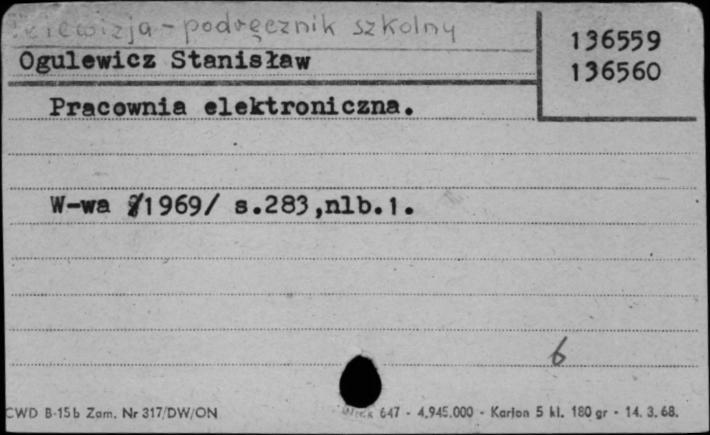 Telewizja - podręcznik szkolny
Ogulewicz Stanisław
136559
136560
Pracownia elektroniczna.
W-wa /1969/ s.283,nlb.1.
6
CWD B-15b Zam. Nr 317/DW/ON
647 - 4.945.000 - Karton 5 kl. 180 gr - 14. 3. 68.